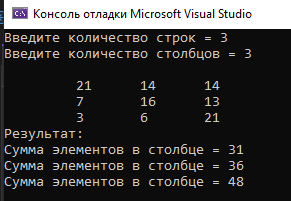 Консоль отладки Microsoft Visual Studio
Введите количество строк = 3
Введите количество столбцов = 3
21 14 14
7 16 13
3 6 21
Результат:
Сумма элементов в столбце = 31
Сумма элементов в столбце = 36
Сумма элементов в столбце = 48